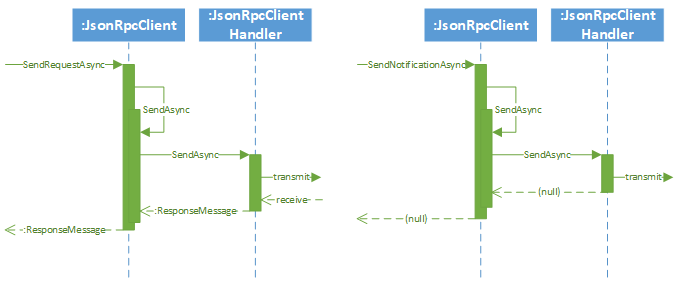 :JsonRpcClient
:JsonRpcClient
Handler
SendRequestAsync
SendAsync
SendAsync
transmit
receive
:ResponseMessage
:ResponseMessage
:JsonRpcClient
:JsonRpcClient
Handler
SendNotificationAsync
SendAsync
SendAsync
transmit
(null)
(null)